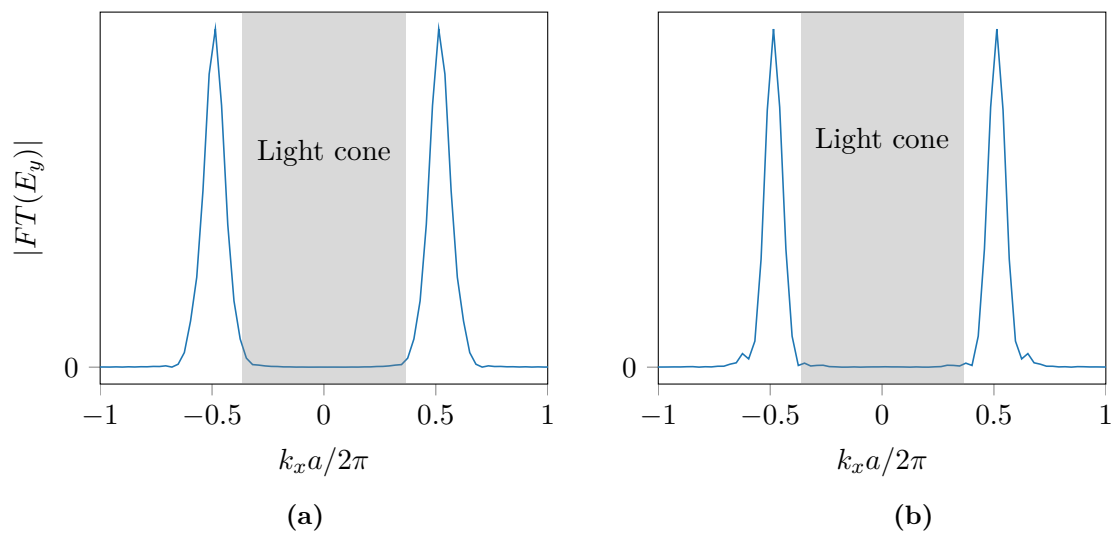 |FT(E_y)|
Light cone
0
−1 −0.5 0 0.5 1
k_x a/2π
(a)
Light cone
0
−1 −0.5 0 0.5 1
k_x a/2π
(b)